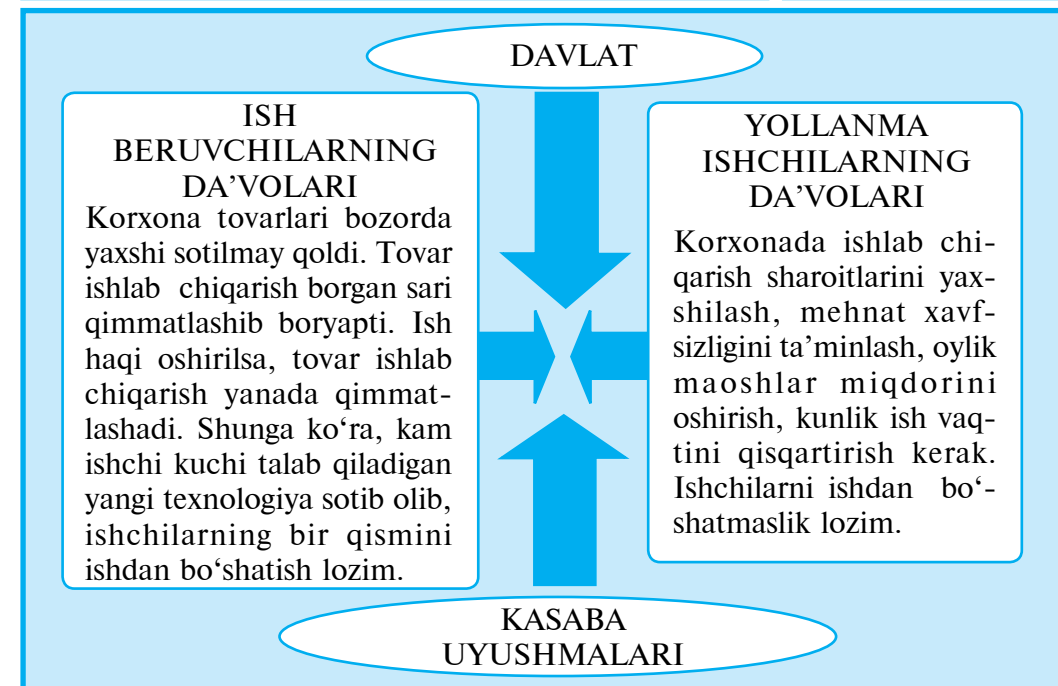 DAVLAT
ISH
BERUVCHILARNING
DA’VOLARI
Korxona tovarlari bozorda
yaxshi sotilmay qoldi. Tovar
ishlab chiqarish borgan sari
qimmatlashib boryapti. Ish
haqi oshirilsa, tovar ishlab
chiqarish yanada qimmat-
lashadi. Shunga ko‘ra, kam
ishchi kuchi talab qiladigan
yangi texnologiya sotib olib,
ishchilarning bir qismini
ishdan bo‘shatish lozim.
YOLLANMA
ISHCHILARNING
DA’VOLARI
Korxonada ishlab chi-
qarish sharoitlarini yax-
shilash, mehnat xavf-
sizligini ta’minlash, oylik
maoshlar miqdorini
oshirish, kunlik ish vaq-
tini qisqartirish kerak.
Ishchilarni ishdan bo‘-
shatmaslik lozim.
KASABA
UYUSHMALARI